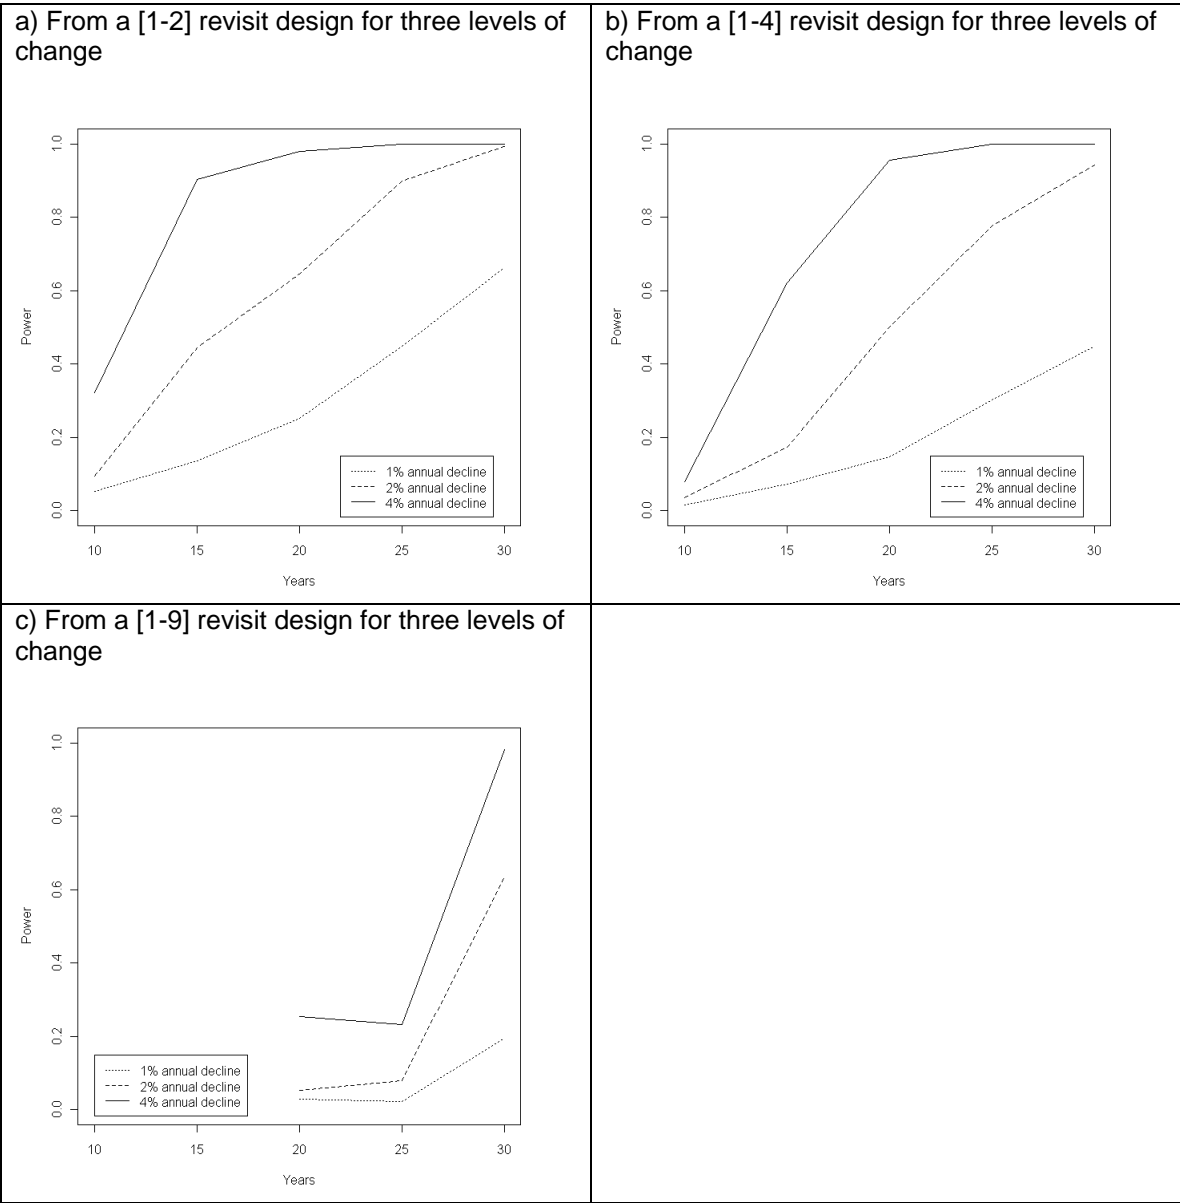 a) From a [1-2] revisit design for three levels of
change
1.0
0.8
0.6
0.4
0.2
0.0
Power
10 15 20 25 30
Years
1% annual decline
2% annual decline
4% annual decline
b) From a [1-4] revisit design for three levels of
change
1.0
0.8
0.6
0.4
0.2
0.0
Power
10 15 20 25 30
Years
1% annual decline
2% annual decline
4% annual decline
c) From a [1-9] revisit design for three levels of
change
1.0
0.8
0.6
0.4
0.2
0.0
Power
10 15 20 25 30
Years
1% annual decline
2% annual decline
4% annual decline